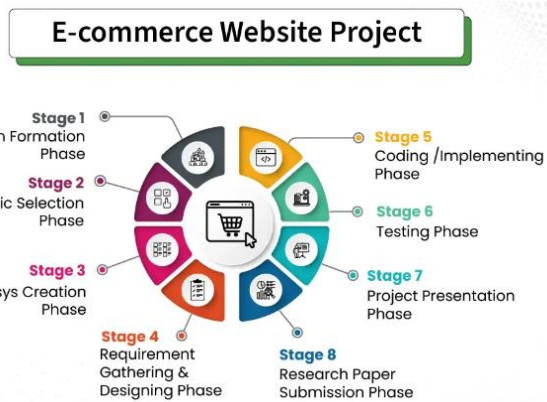 E-commerce Website Project
Stage 1
Formation
Phase
Stage 2
Selection
Phase
Stage 3
Creation
Phase
Stage 4
Requirement
Gathering &
Designing Phase
Stage 5
Coding /Implementing
Phase
Stage 6
Testing Phase
Stage 7
Project Presentation
Phase
Stage 8
Research Paper
Submission Phase